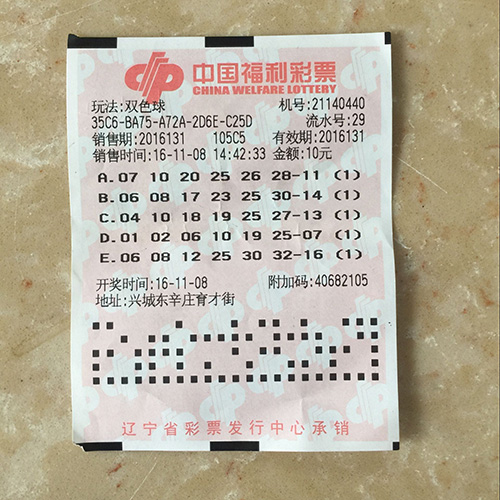 中国福利彩票
CHINA WELFARE LOTTERY
玩法:双色球 机号:21140440
35C6-BA75-A72A-2D6E-C25D 流水号:29
销售期:2016131 105C5 有效期:2016131
销售时间:16-11-08 14:42:33 金额:10元
A.07 10 20 25 26 28-11 (1)
B.06 08 17 23 25 30-14 (1)
C.04 10 18 19 25 27-13 (1)
D.01 02 06 10 19 25-07 (1)
E.06 08 12 25 30 32-16 (1)
开奖时间:16-11-08 附加码:40682105
地址:兴城东辛庄育才街
辽宁省彩票发行中心承销